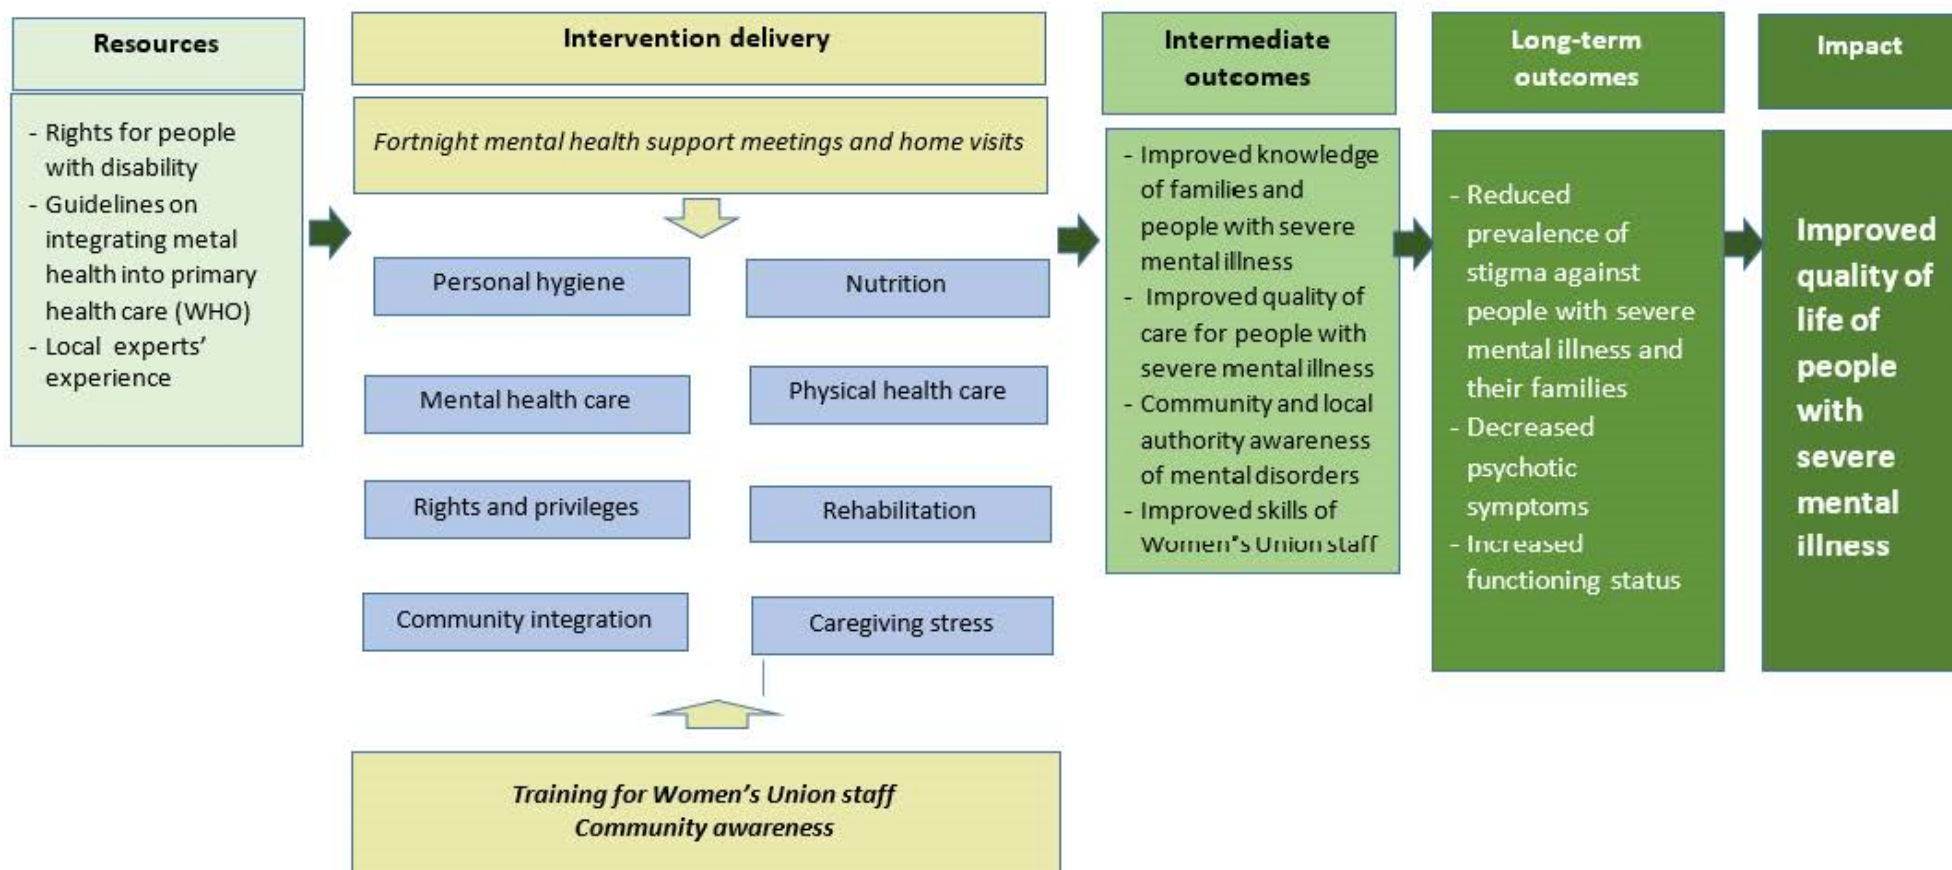 Resources
- Rights for people
with disability
- Guidelines on
integrating metal
health into primary
health care (WHO)
- Local experts'
experience
Intervention delivery
Fortnight mental health support meetings and home visits
Personal hygiene
Nutrition
Mental health care
Physical health care
Rights and privileges
Rehabilitation
Community integration
Caregiving stress
Training for Women's Union staff
Community awareness
Intermediate
outcomes
- Improved knowledge
of families and
people with severe
mental illness
- Improved quality of
care for people with
severe mental illness
- Community and local
authority awareness
of mental disorders
- Improved skills of
Women's Union staff
Long-term
outcomes
- Reduced
prevalence of
stigma against
people with severe
mental illness and
their families
- Decreased
psychotic
symptoms
- Increased
functioning status
Impact
Improved
quality of
life of
people
with
severe
mental
illness